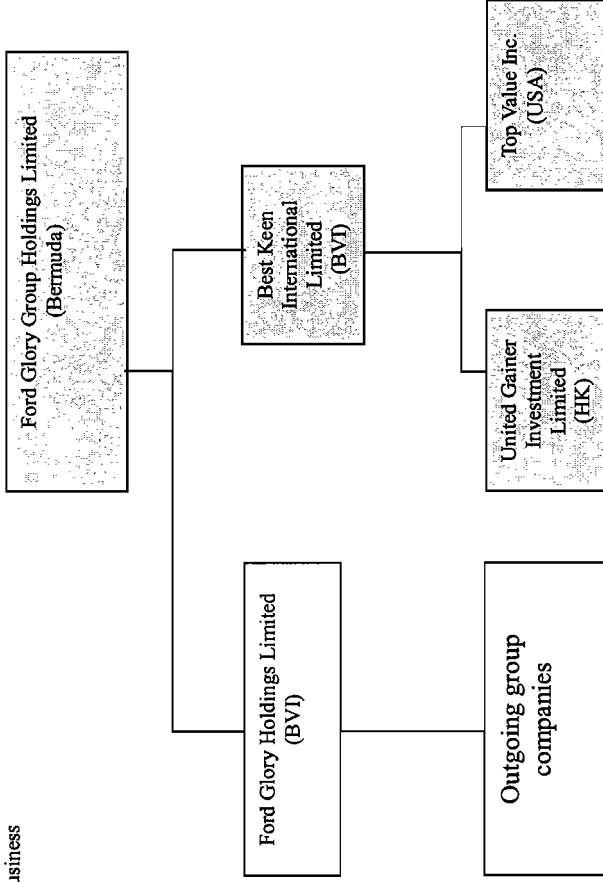 usiness
Ford Glory Group Holdings Limited
(Bermuda)
Ford Glory Holdings Limited
(BVI)
Best Keen
International
Limited
(BVI)
Outgoing group
companies
United Gainer
Investment
Limited
(HK)
Top Value Inc.
(USA)